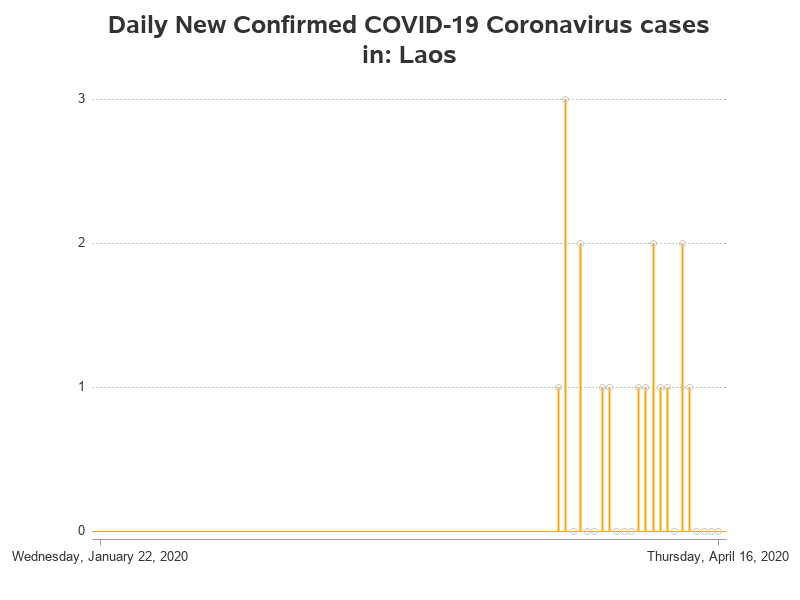 Daily New Confirmed COVID-19 Coronavirus cases
in: Laos
3
2
1
0
Wednesday, January 22, 2020 Thursday, April 16, 2020